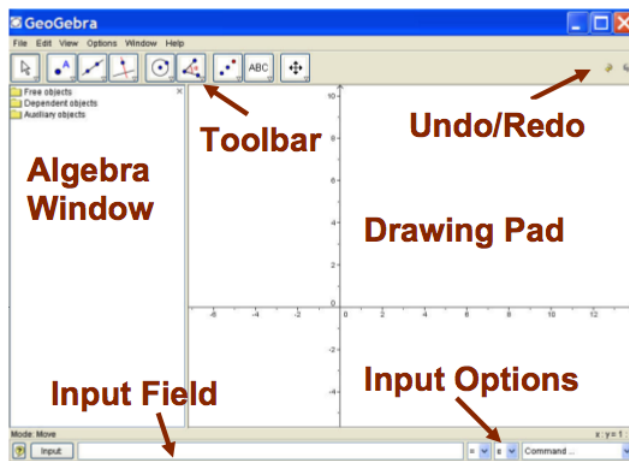 GeoGebra
File Edit View Options Window Help
A
ABC
Free objects
Dependent objects
Auxiliary objects
Toolbar
Undo/Redo
Algebra
Window
Drawing Pad
10
8
6
4
2
0
-2
-4
-6 -4 -2 0 2 4 6 8 10 12
Input Field
Input Options
Mode: Move
x : y = 1 :
? Input: = Command ...